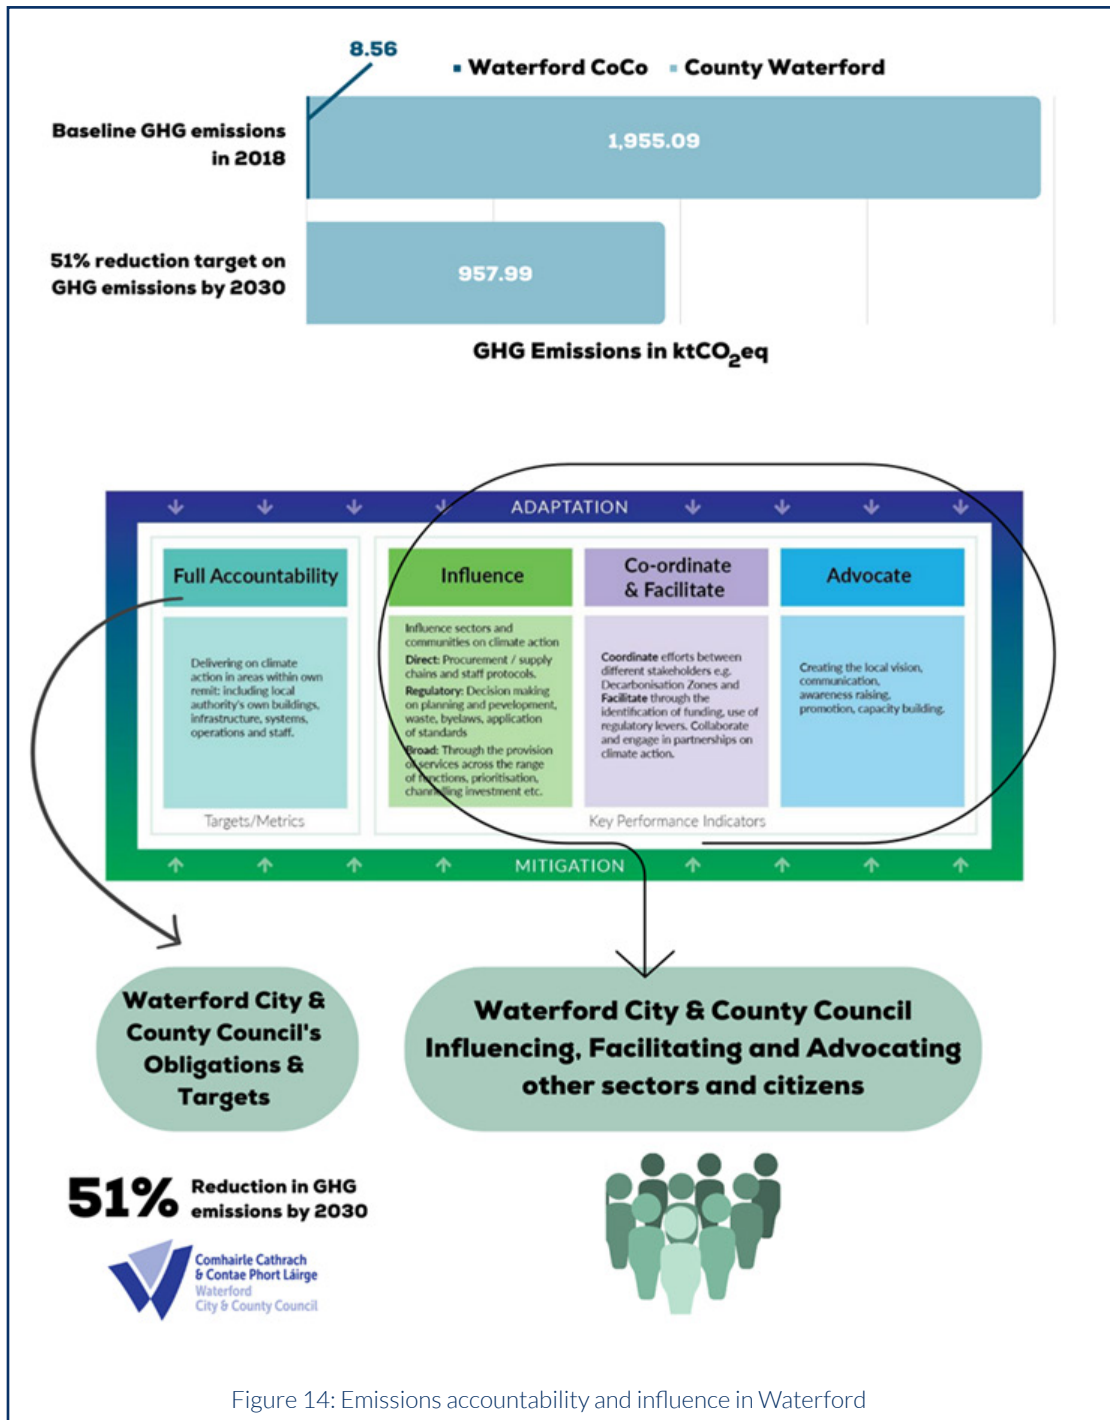 8.56
Waterford CoCo County Waterford
Baseline GHG emissions
in 2018
1,955.09
51% reduction target on
GHG emissions by 2030
957.99
GHG Emissions in ktCO2eq
ADAPTATION
Full Accountability
Delivering on climate
action in areas within own
remit: including local
authority's own buildings,
infrastructure, systems,
operations and staff.
Targets/Metrics
Influence
Influence sectors and
communities on climate action
Direct: Procurement / supply
chains and staff protocols.
Regulatory: Decision making
on planning and pevelopment,
waste, byelaws, application
of standards
Broad: Through the provision
of services across the range
of functions, prioritisation,
channelling investment etc.
Co-ordinate
& Facilitate
Coordinate efforts between
different stakeholders e.g.
Decarbonisation Zones and
Facilitate through the
identification of funding, use of
regulatory levers. Collaborate
and engage in partnerships on
climate action.
Advocate
Creating the local vision,
communication,
awareness raising,
promotion, capacity building.
Key Performance Indicators
MITIGATION
Waterford City &
County Council's
Obligations &
Targets
Waterford City & County Council
Influencing, Facilitating and Advocating
other sectors and citizens
51% Reduction in GHG
emissions by 2030
Comhairle Cathrach
& Contae Phort Láirge
Waterford
City & County Council
Figure 14: Emissions accountability and influence in Waterford